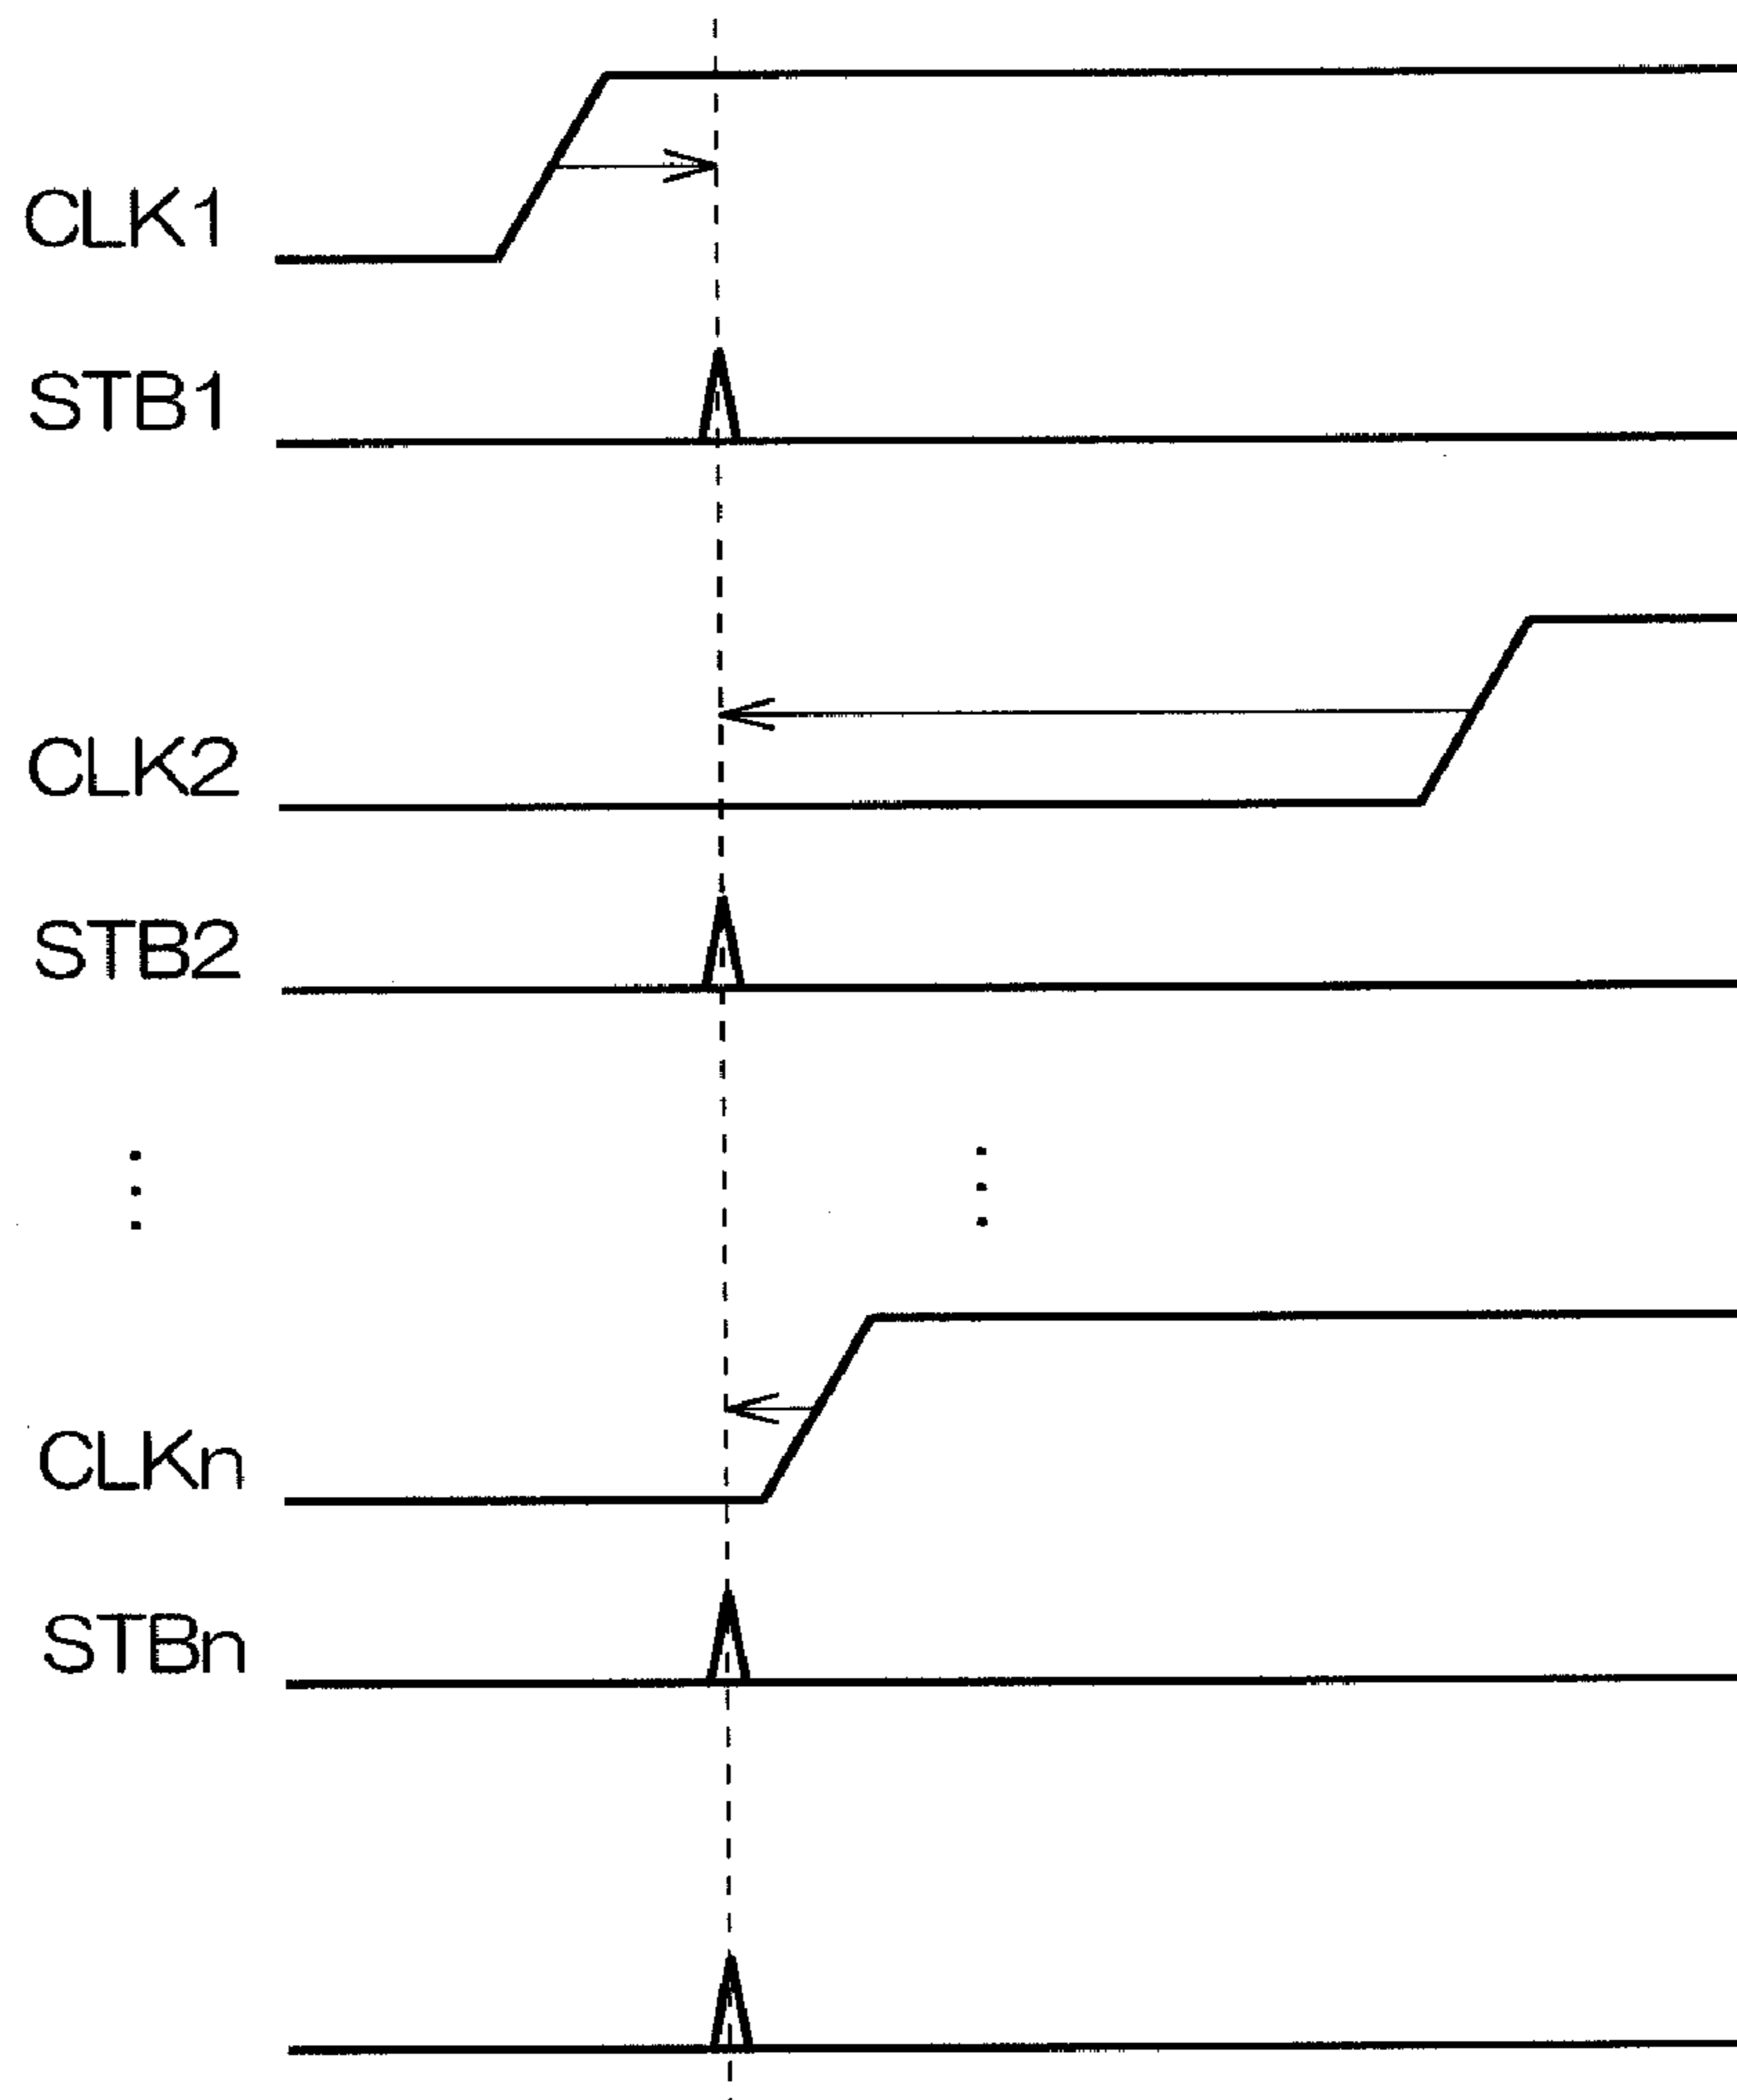 CLK1
STB1
CLK2
STB2
⋮ ⋮
CLKn
STBn